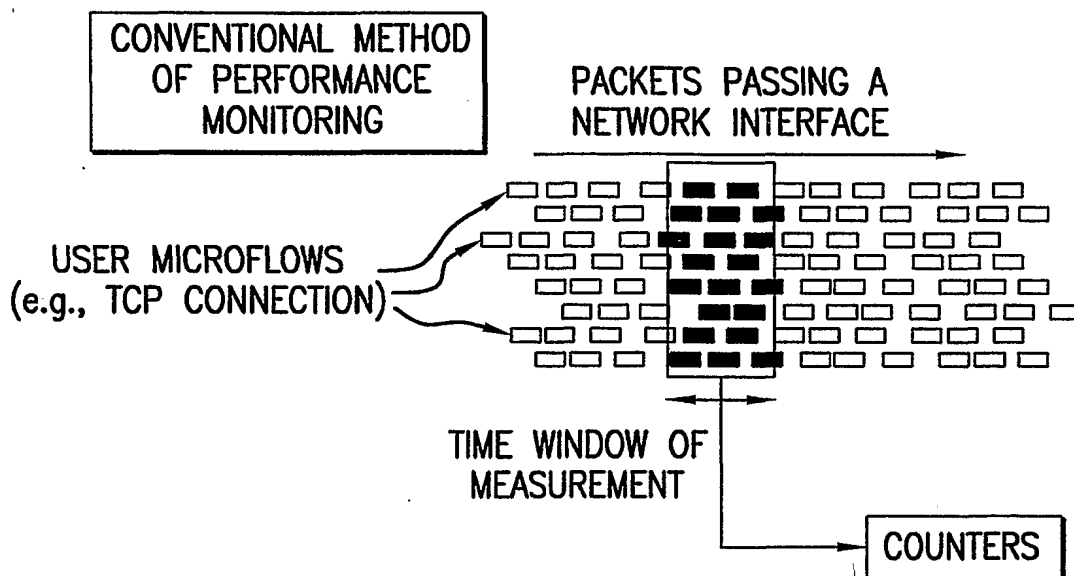 CONVENTIONAL METHOD
OF PERFORMANCE
MONITORING
PACKETS PASSING A
NETWORK INTERFACE
USER MICROFLOWS
(e.g., TCP CONNECTION)
TIME WINDOW OF
MEASUREMENT
COUNTERS